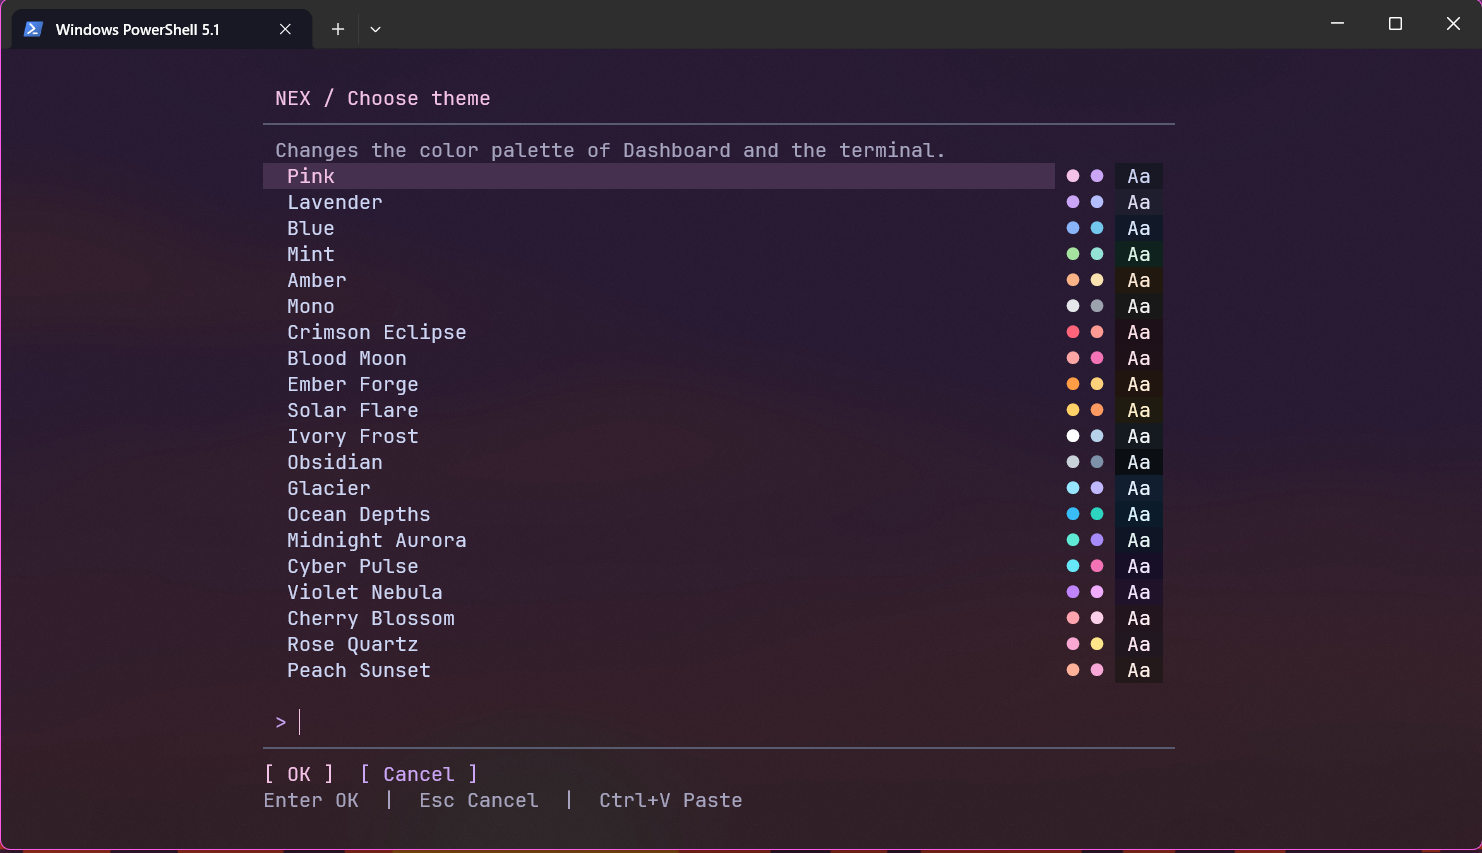 Windows PowerShell 5.1
NEX / Choose theme
Changes the color palette of Dashboard and the terminal.
Pink Aa
Lavender Aa
Blue Aa
Mint Aa
Amber Aa
Mono Aa
Crimson Eclipse Aa
Blood Moon Aa
Ember Forge Aa
Solar Flare Aa
Ivory Frost Aa
Obsidian Aa
Glacier Aa
Ocean Depths Aa
Midnight Aurora Aa
Cyber Pulse Aa
Violet Nebula Aa
Cherry Blossom Aa
Rose Quartz Aa
Peach Sunset Aa
>
[ OK ] [ Cancel ]
Enter OK | Esc Cancel | Ctrl+V Paste